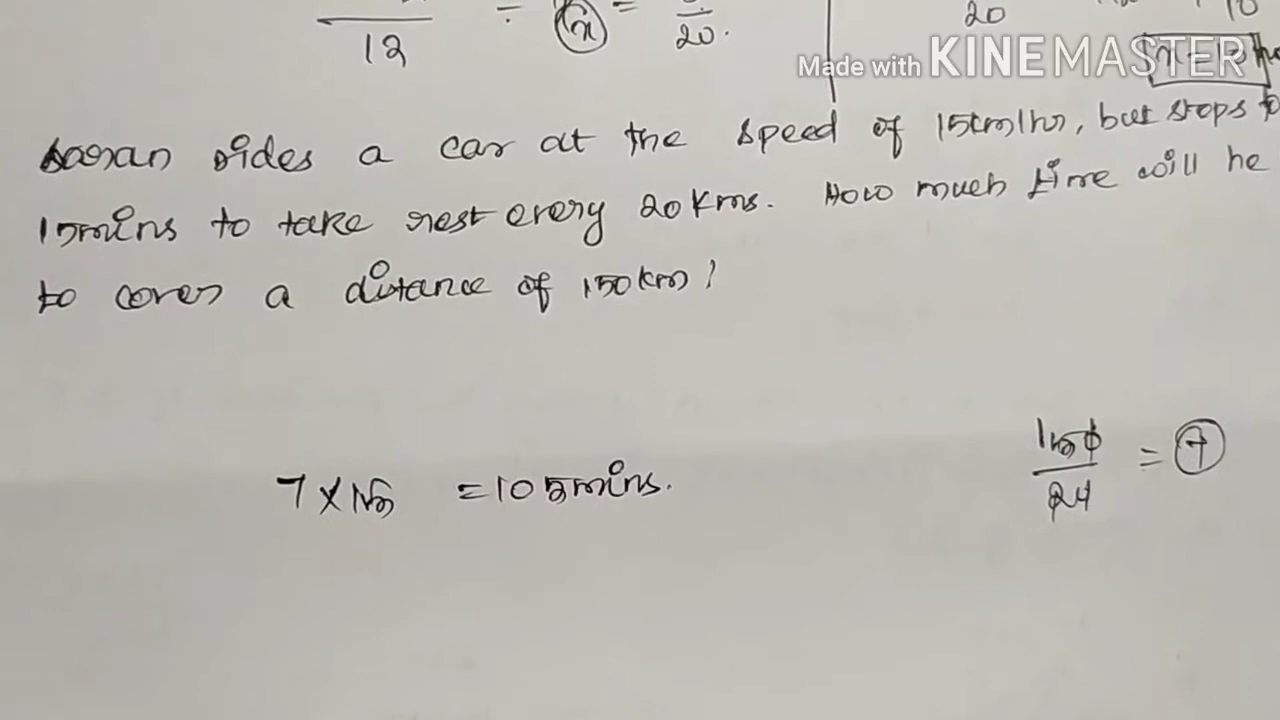 12 ÷ x = 20.
20 10
Made with KINEMASTER
rides a car at the speed of 15km/hr, but stops
15mins to take rest every 20Kms. How much time will he
to cover a distance of 150km?
150
7 × 15 = 105mins. = 7